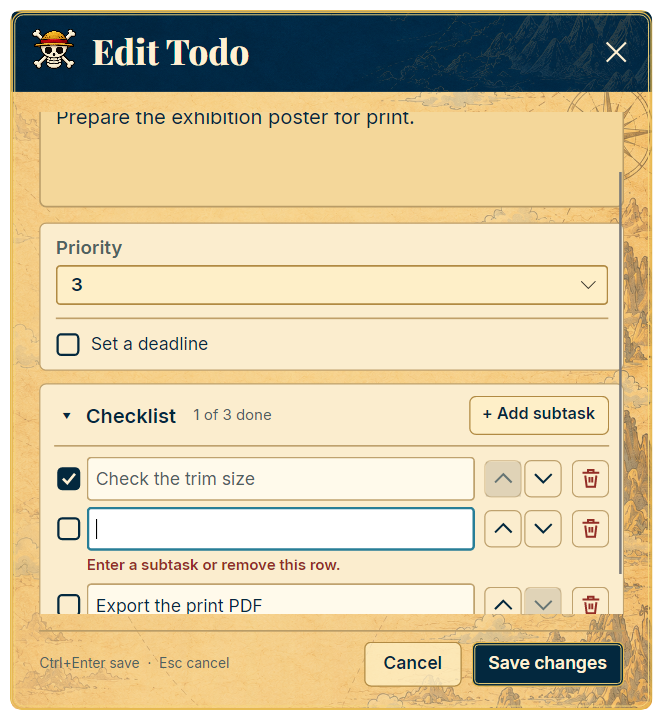 Edit Todo
Prepare the exhibition poster for print.
Priority
3
Set a deadline
Checklist 1 of 3 done + Add subtask
Check the trim size
Enter a subtask or remove this row.
Export the print PDF
Ctrl+Enter save · Esc cancel Cancel Save changes